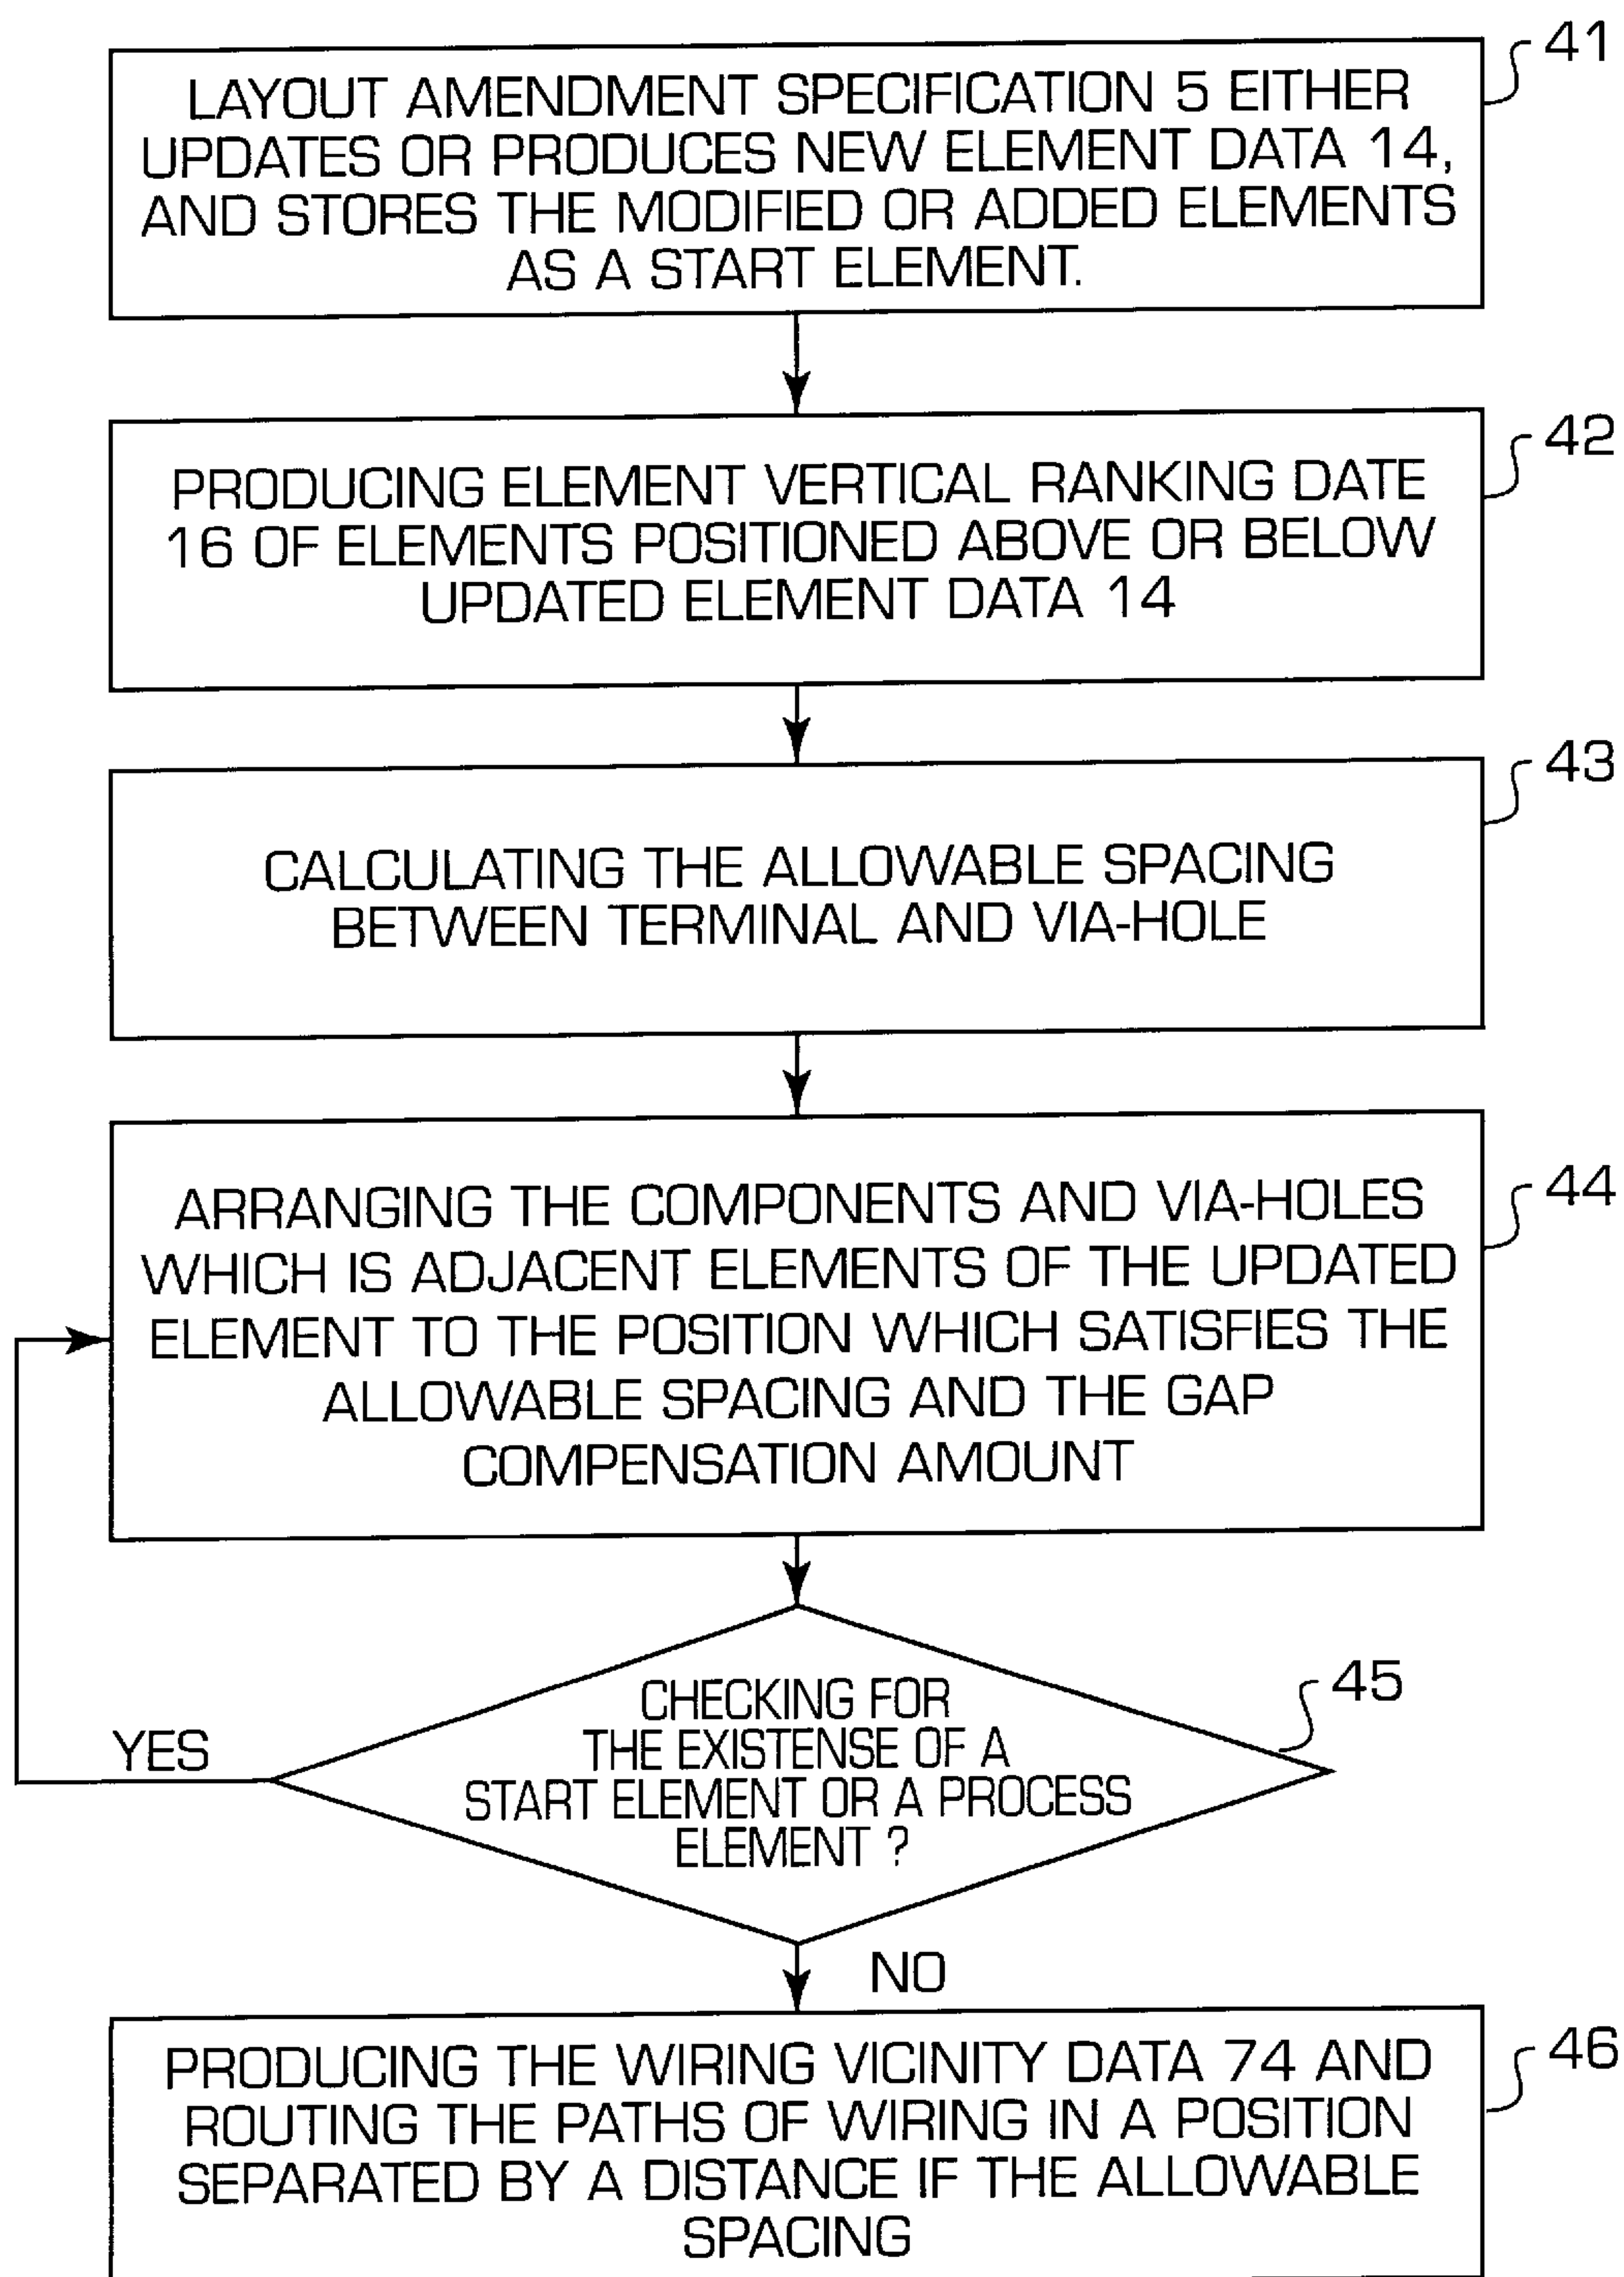 41
LAYOUT AMENDMENT SPECIFICATION 5 EITHER
UPDATES OR PRODUCES NEW ELEMENT DATA 14,
AND STORES THE MODIFIED OR ADDED ELEMENTS
AS A START ELEMENT.
42
PRODUCING ELEMENT VERTICAL RANKING DATE
16 OF ELEMENTS POSITIONED ABOVE OR BELOW
UPDATED ELEMENT DATA 14
43
CALCULATING THE ALLOWABLE SPACING
BETWEEN TERMINAL AND VIA-HOLE
44
ARRANGING THE COMPONENTS AND VIA-HOLES
WHICH IS ADJACENT ELEMENTS OF THE UPDATED
ELEMENT TO THE POSITION WHICH SATISFIES THE
ALLOWABLE SPACING AND THE GAP
COMPENSATION AMOUNT
45
CHECKING FOR
THE EXISTENSE OF A
START ELEMENT OR A PROCESS
ELEMENT ?
YES
NO
46
PRODUCING THE WIRING VICINITY DATA 74 AND
ROUTING THE PATHS OF WIRING IN A POSITION
SEPARATED BY A DISTANCE IF THE ALLOWABLE
SPACING